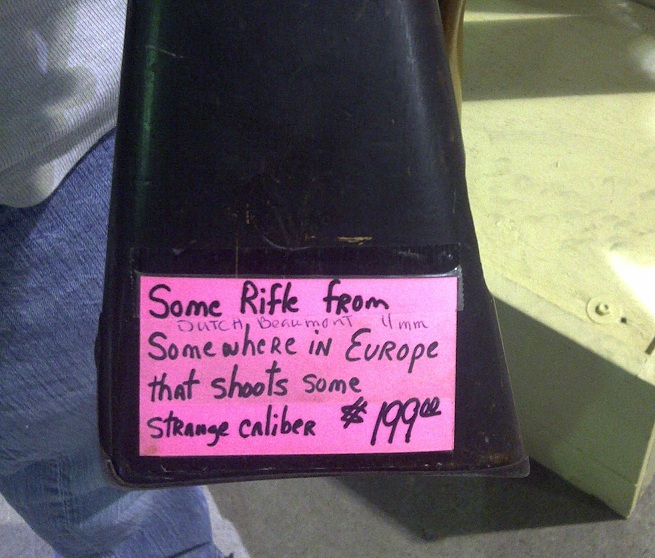 Some Rifle from
DUTCH Beaumont 11mm
Somewhere in Europe
that shoots some
strange caliber $199.00